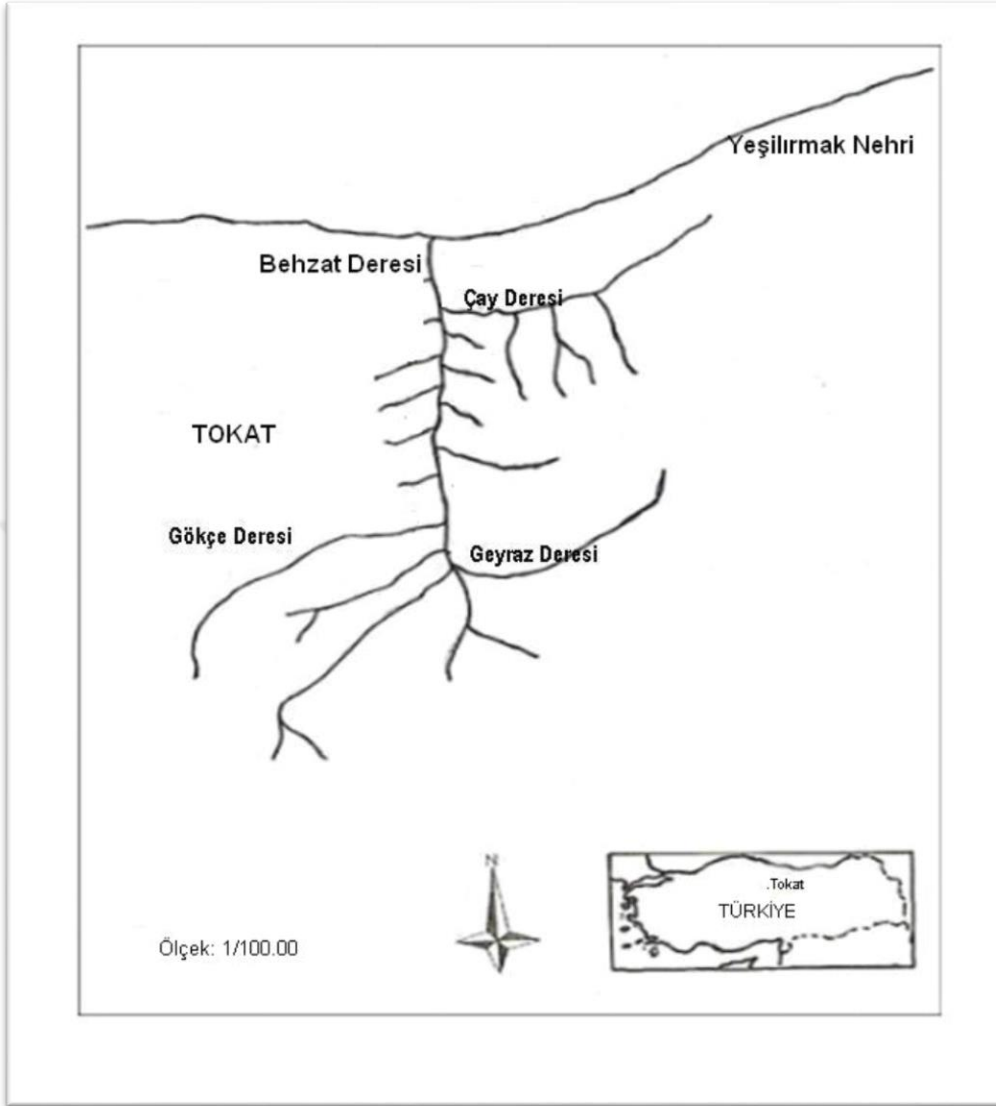 Yeşilırmak Nehri
Behzat Deresi
Çay Deresi
TOKAT
Gökçe Deresi
Geyraz Deresi
N
.Tokat
TÜRKİYE
Ölçek: 1/100.00